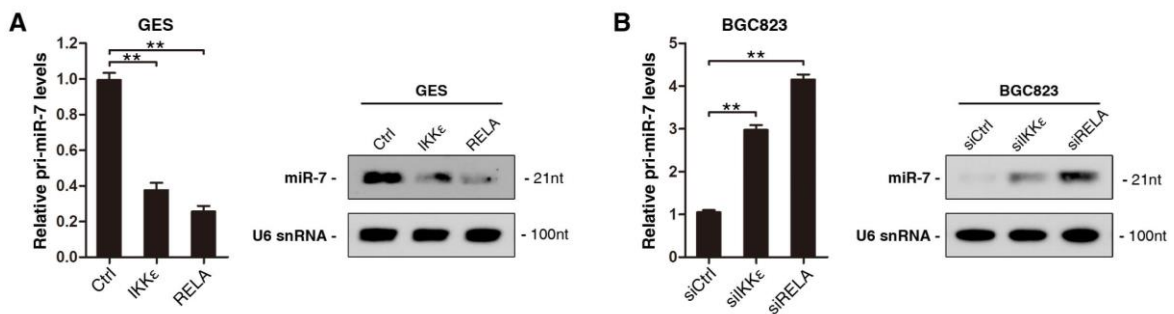 A
GES
Relative pri-miR-7 levels
1.2
1.0
0.8
0.6
0.4
0.2
0.0
**
**
Ctrl
IKKε
RELA
GES
Ctrl
IKKε
RELA
miR-7 -
- 21nt
U6 snRNA -
- 100nt
B
BGC823
Relative pri-miR-7 levels
5
4
3
2
1
0
**
**
siCtrl
siIKKε
siRELA
BGC823
siCtrl
siIKKε
siRELA
miR-7 -
- 21nt
U6 snRNA -
- 100nt